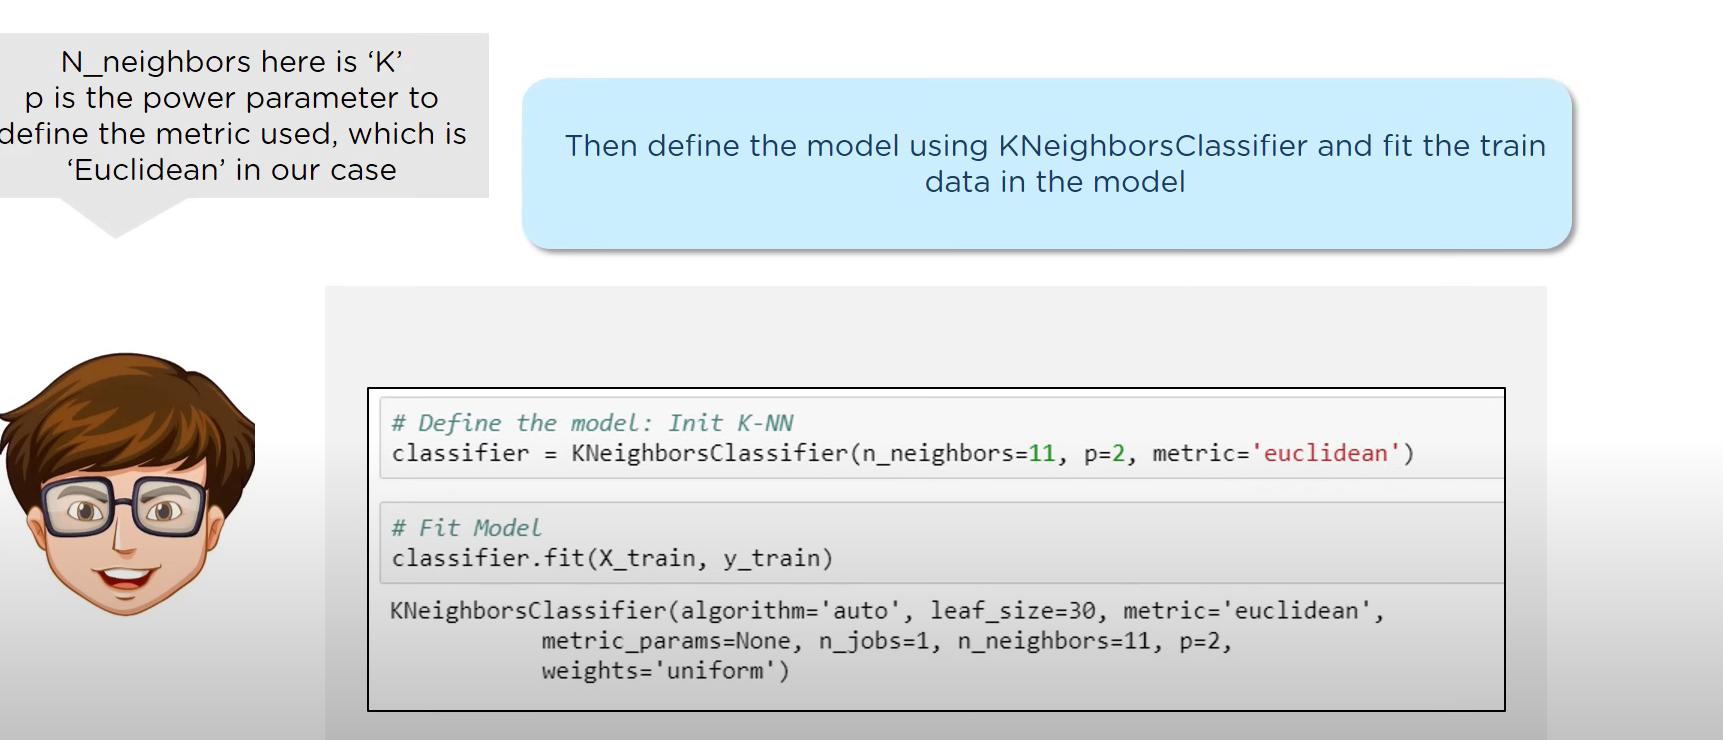 N_neighbors here is ‘K’
p is the power parameter to
define the metric used, which is
‘Euclidean’ in our case
Then define the model using KNeighborsClassifier and fit the train
data in the model
# Define the model: Init K-NN
classifier = KNeighborsClassifier(n_neighbors=11, p=2, metric='euclidean')
# Fit Model
classifier.fit(X_train, y_train)
KNeighborsClassifier(algorithm='auto', leaf_size=30, metric='euclidean',
metric_params=None, n_jobs=1, n_neighbors=11, p=2,
weights='uniform')